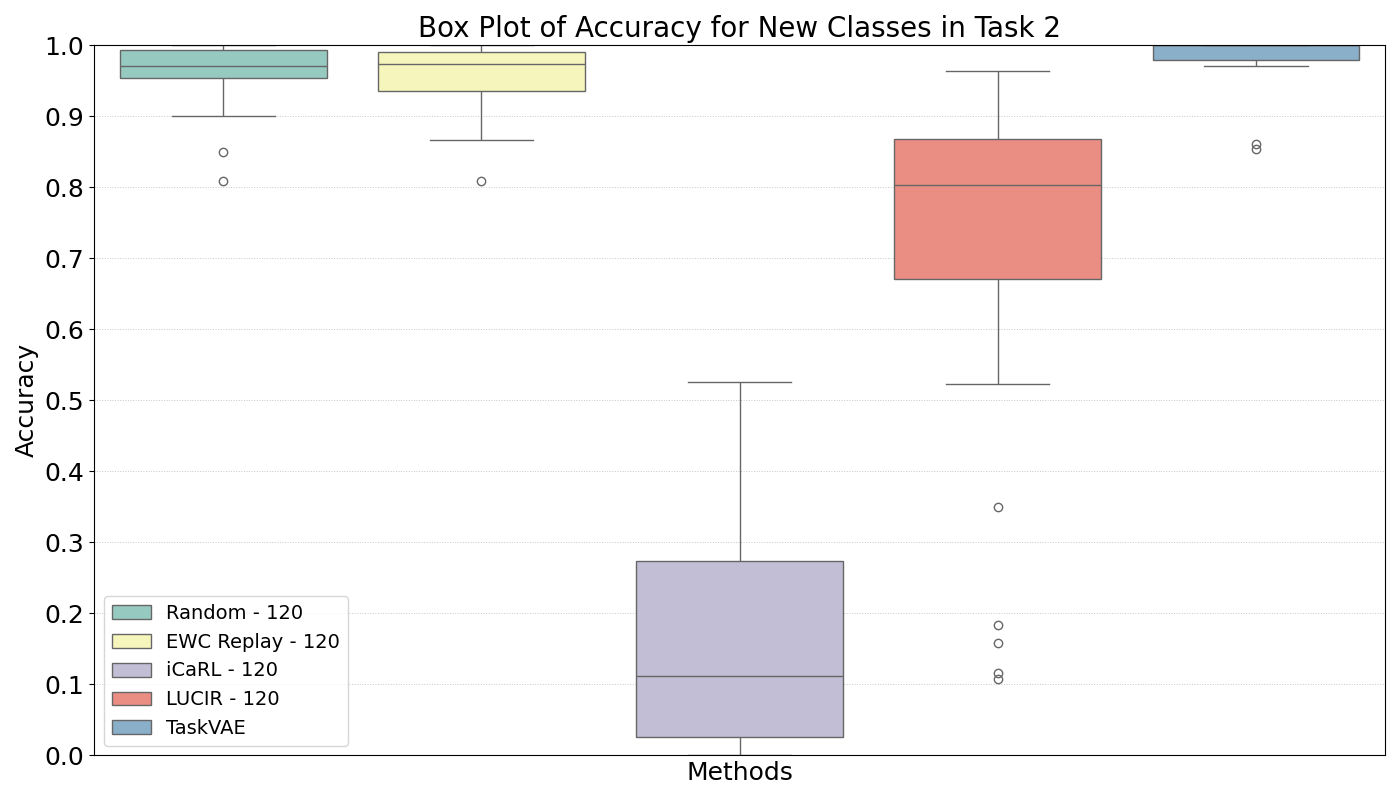 Box Plot of Accuracy for New Classes in Task 2
1.0
0.9
0.8
0.7
0.6
0.5
0.4
0.3
0.2
0.1
0.0
Accuracy
Random - 120
EWC Replay - 120
iCaRL - 120
LUCIR - 120
TaskVAE
Methods